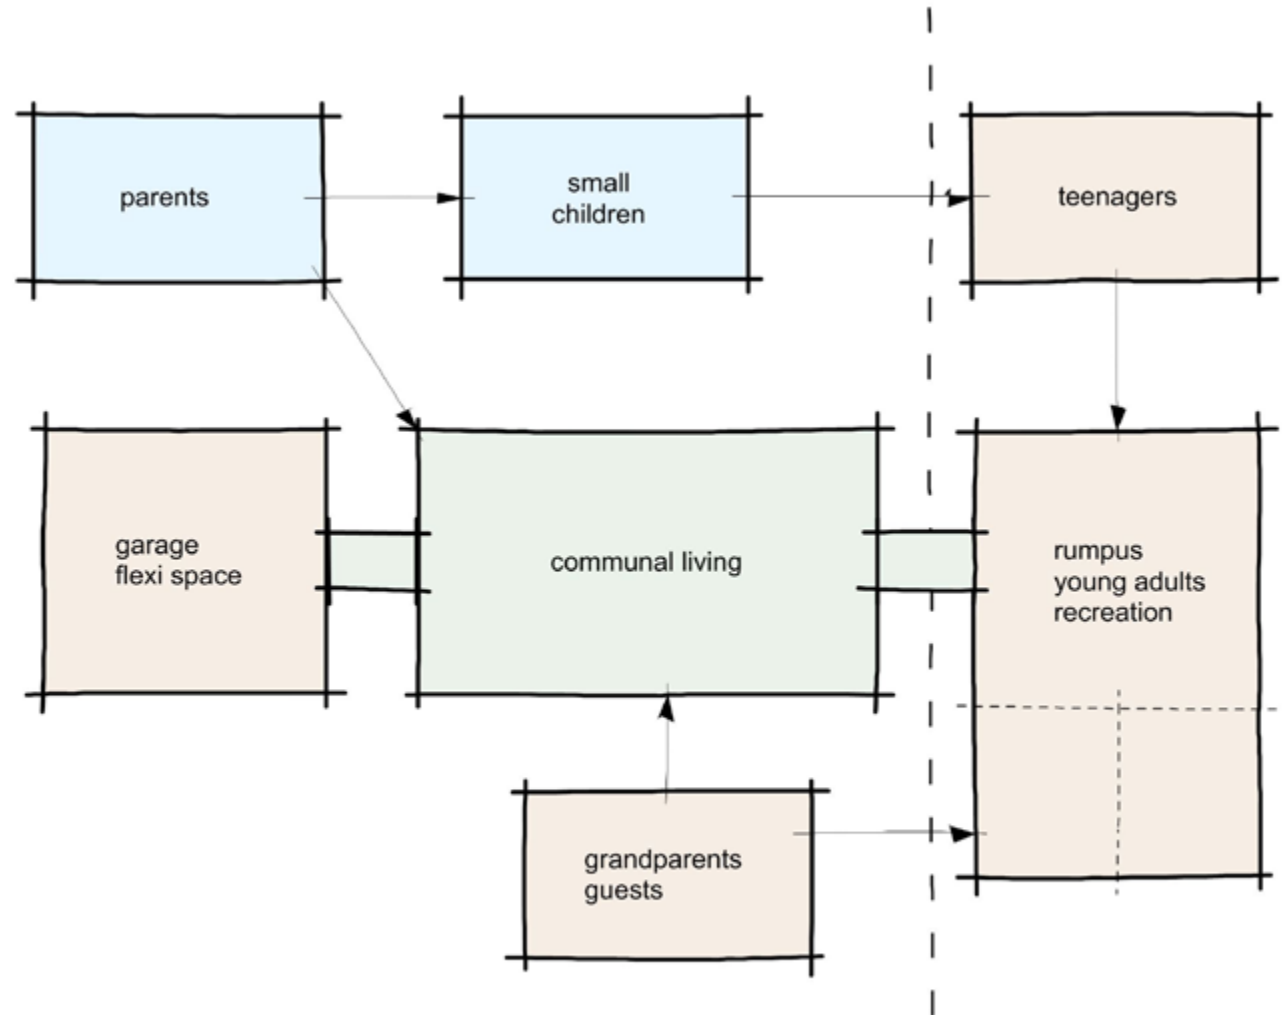 parents
small
children
teenagers
garage
flexi space
communal living
rumpus
young adults
recreation
grandparents
guests